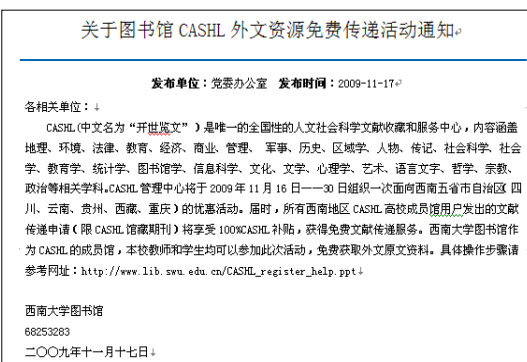 关于图书馆 CASHL 外文资源免费传递活动通知
发布单位：党委办公室 发布时间：2009-11-17
各相关单位：
CASHL(中文名为“开世览文”）是唯一的全国性的人文社会科学文献收藏和服务中心，内容涵盖
地理、环境、法律、教育、经济、商业、管理、 军事、历史、区域学、人物、传记、社会科学、社会
学、教育学、统计学、图书馆学、信息科学、文化、文学、心理学、艺术、语言文字、哲学、宗教、
政治等相关学科。CASHL 管理中心将于 2009 年 11 月 16 日——30 日组织一次面向西南五省市自治区（四
川、云南、贵州、西藏、重庆）的优惠活动。届时，所有西南地区 CASHL 高校成员馆用户发出的文献
传递申请（限 CASHL 馆藏期刊）将享受 100%CASHL 补贴，获得免费文献传递服务。西南大学图书馆作
为 CASHL 的成员馆，本校教师和学生均可以参加此次活动，免费获取外文原文资料。具体操作步骤请
参考网址：http://www.lib.swu.edu.cn/CASHL_register_help.ppt
西南大学图书馆
68253283
二〇〇九年十一月十七日